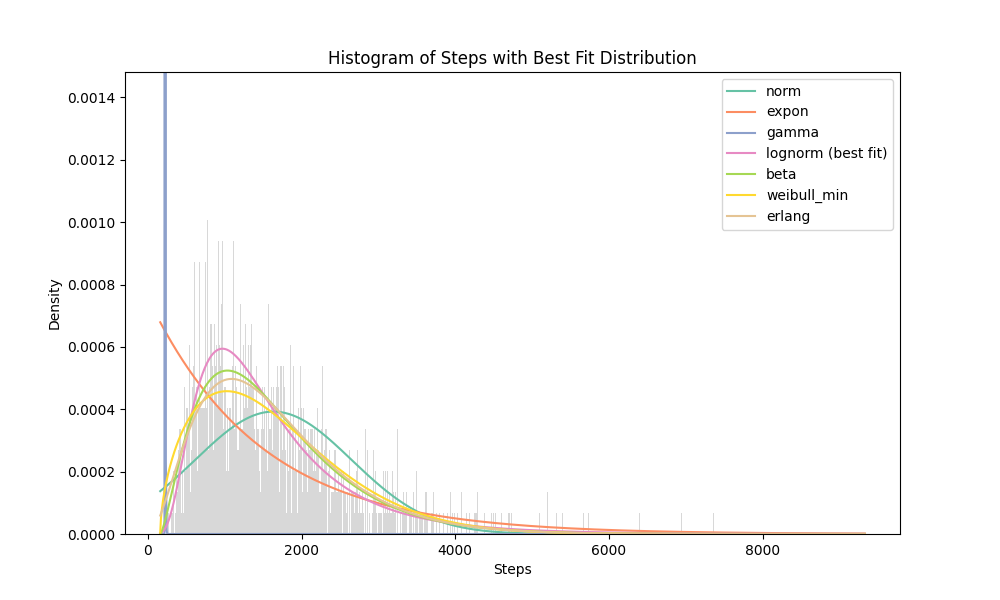 Histogram of Steps with Best Fit Distribution
0.0014
0.0012
0.0010
0.0008
0.0006
0.0004
0.0002
0.0000
Density
norm
expon
gamma
lognorm (best fit)
beta
weibull_min
erlang
0
2000
4000
6000
8000
Steps